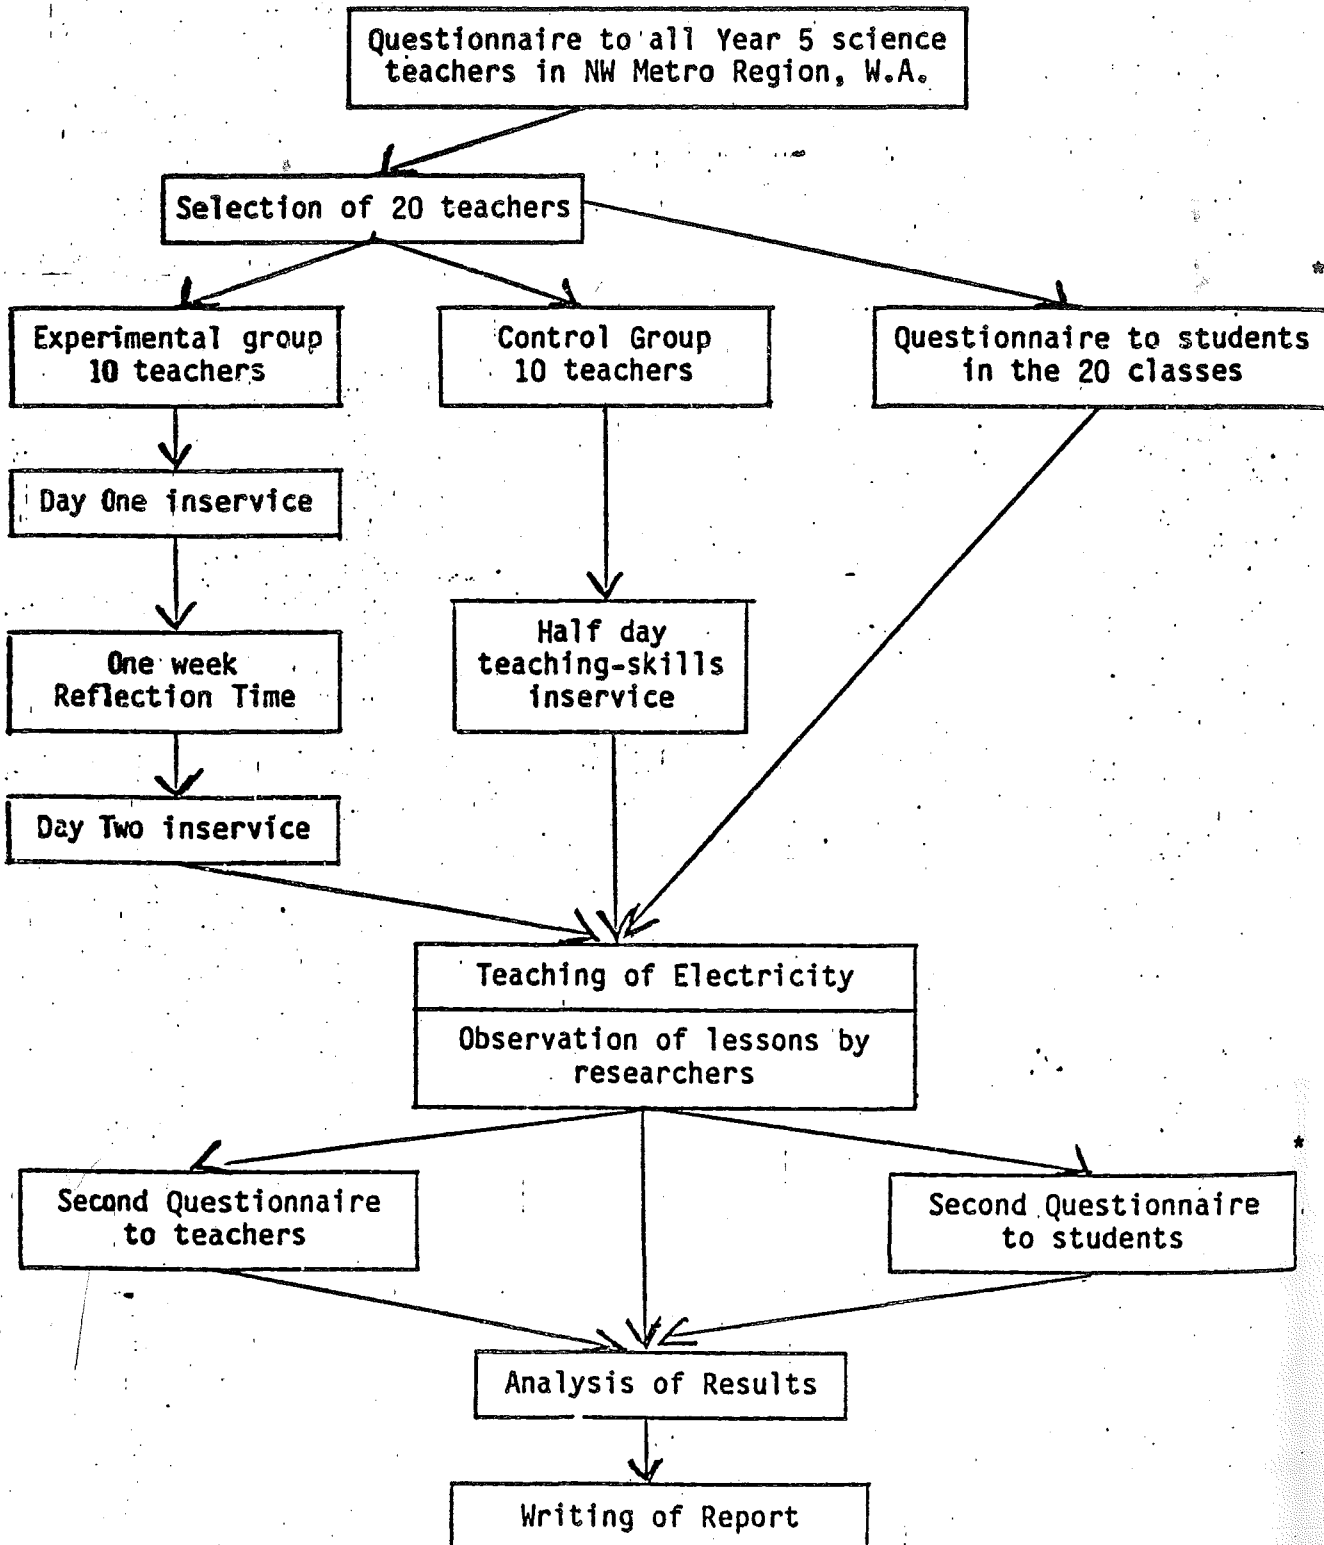 Questionnaire to all Year 5 science
teachers in NW Metro Region, W.A.
Selection of 20 teachers
*
Experimental group
10 teachers
Control Group
10 teachers
Questionnaire to students
in the 20 classes
Day One inservice
One week
Reflection Time
Half day
teaching-skills
inservice
Day Two inservice
Teaching of Electricity
Observation of lessons by
researchers
*
Second Questionnaire
to teachers
Second Questionnaire
to students
Analysis of Results
Writing of Report